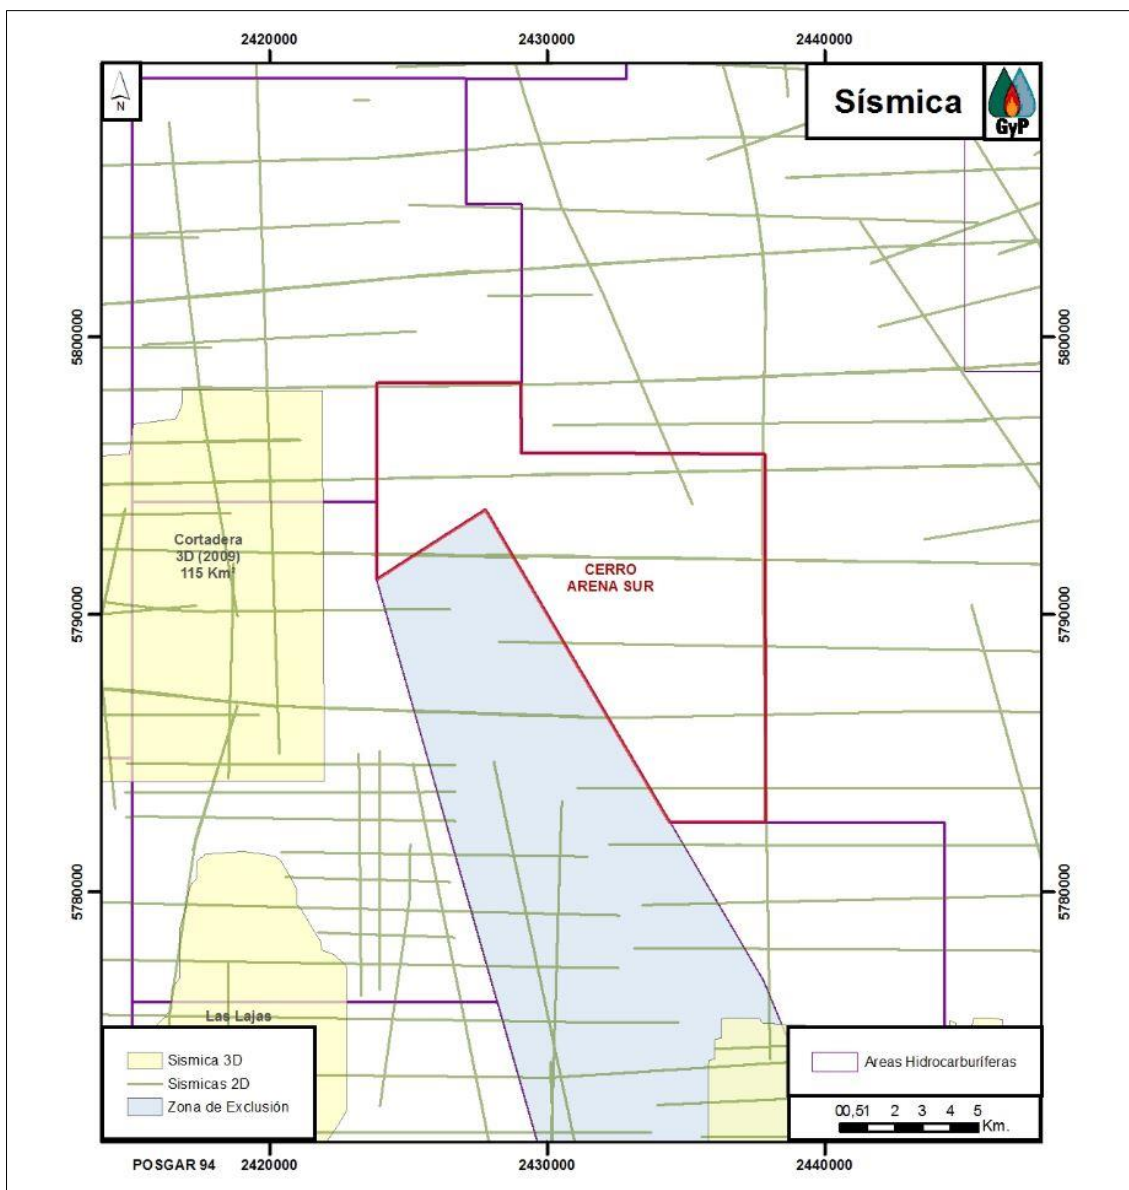 2420000
2430000
2440000
N
Sísmica
GyP
5800000
5800000
Cortadera
3D (2009)
115 Km²
CERRO
ARENA SUR
5790000
5790000
5780000
5780000
Las Lajas
Sismica 3D
Sismicas 2D
Zona de Exclusión
Areas Hidrocarburíferas
00,51 2 3 4 5
Km.
POSGAR 94
2420000
2430000
2440000